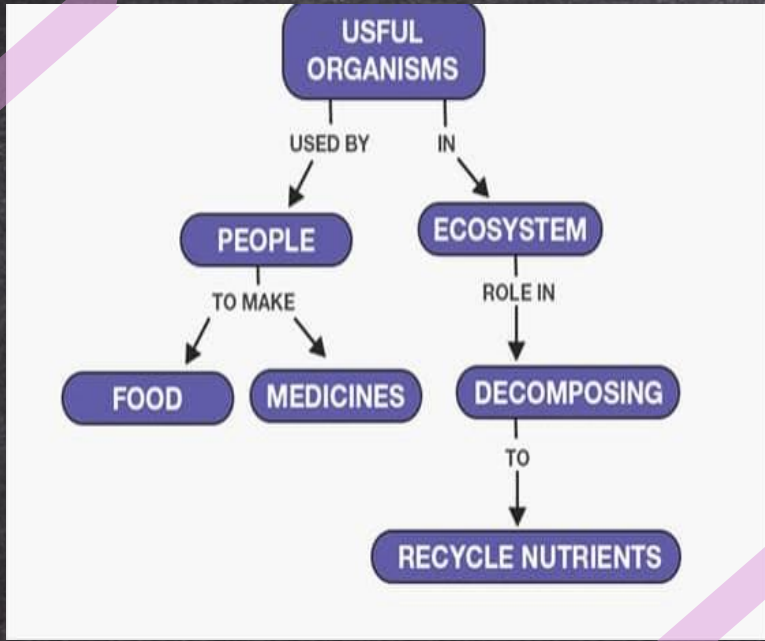 USFUL
ORGANISMS
USED BY
IN
PEOPLE
ECOSYSTEM
TO MAKE
ROLE IN
FOOD
MEDICINES
DECOMPOSING
TO
RECYCLE NUTRIENTS